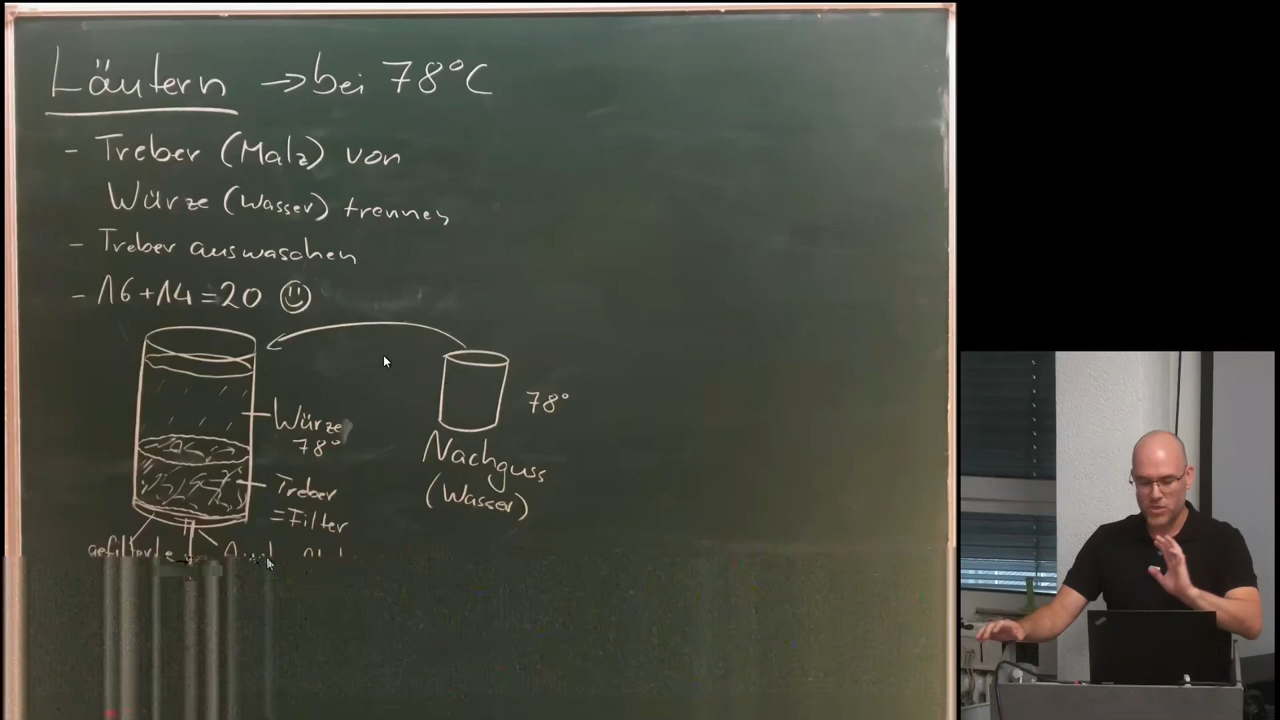 Läutern → bei 78°C
- Treber (Malz) von
Würze (Wasser) trennen
- Treber auswaschen
- 16+14=20 ☺
Würze
78°
Treber
=Filter
78°
Nachguss
(Wasser)
gefilterte